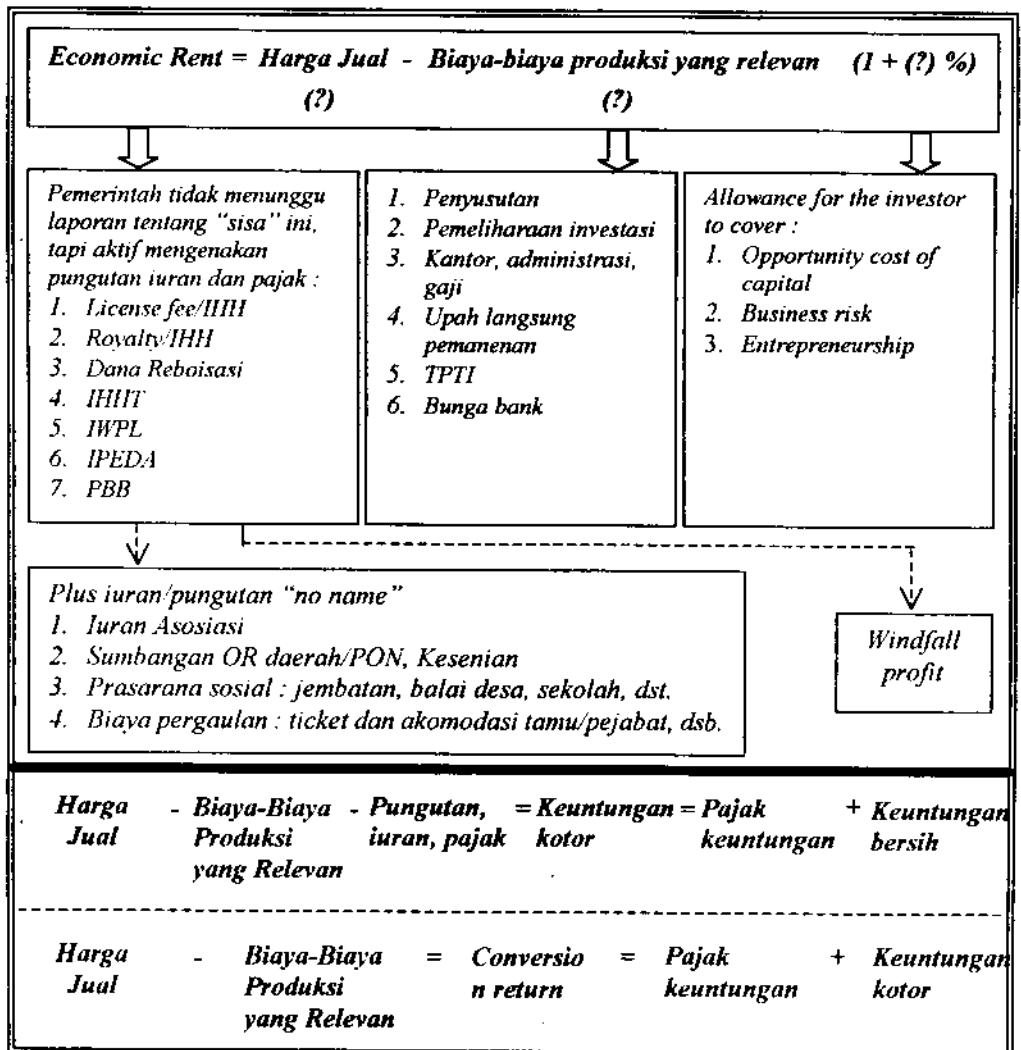 Economic Rent = Harga Jual - Biaya-biaya produksi yang relevan (1 + (?) %)
(?) (?)
Pemerintah tidak menunggu
laporan tentang "sisa" ini,
tapi aktif mengenakan
pungutan iuran dan pajak :
1. License fee/IHH
2. Royalty/IHH
3. Dana Reboisasi
4. IHHT
5. IWPL
6. IPEDA
7. PBB
1. Penyusutan
2. Pemeliharaan investasi
3. Kantor, administrasi,
gaji
4. Upah langsung
pemanenan
5. TPTI
6. Bunga bank
Allowance for the investor
to cover :
1. Opportunity cost of
capital
2. Business risk
3. Entrepreneurship
Plus iuran/pungutan "no name"
1. Iuran Asosiasi
2. Sumbangan OR daerah/PON, Kesenian
3. Prasarana sosial : jembatan, balai desa, sekolah, dst.
4. Biaya pergaulan : ticket dan akomodasi tamu/pejabat, dsb.
Windfall
profit
Harga - Biaya-Biaya - Pungutan, = Keuntungan = Pajak + Keuntungan
Jual Produksi iuran, pajak kotor keuntungan bersih
yang Relevan
Harga - Biaya-Biaya = Conversio = Pajak + Keuntungan
Jual Produksi n return keuntungan kotor
yang Relevan